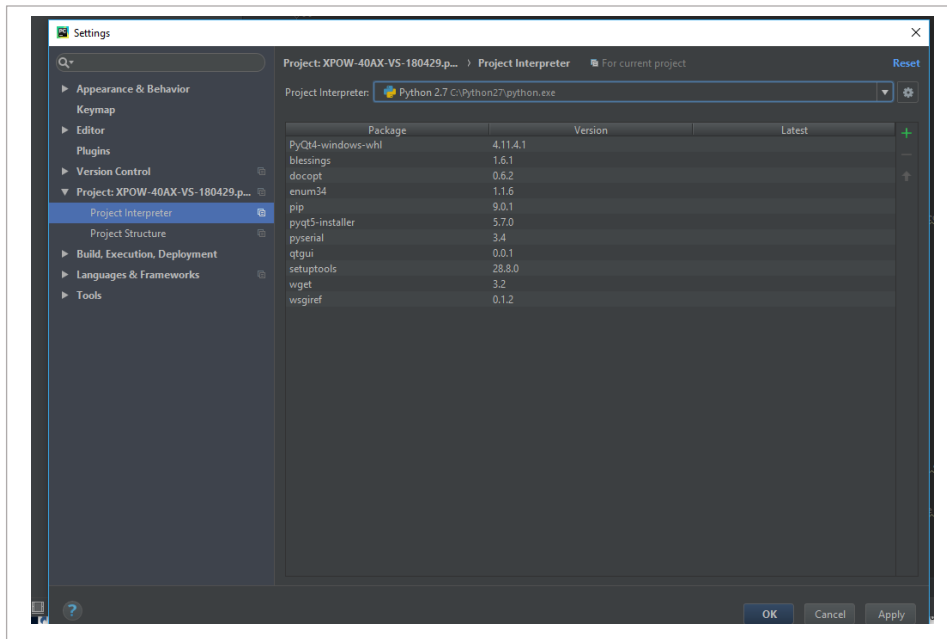 Settings
Project: XPOW-40AX-VS-180429.p... › Project Interpreter For current project Reset
Appearance & Behavior
Keymap
Editor
Plugins
Version Control
Project: XPOW-40AX-VS-180429.p...
Project Interpreter
Project Structure
Build, Execution, Deployment
Languages & Frameworks
Tools
Project Interpreter: Python 2.7 C:\Python27\python.exe
Package Version Latest
PyQt4-windows-whl 4.11.4.1
blessings 1.6.1
docopt 0.6.2
enum34 1.1.6
pip 9.0.1
pyqt5-installer 5.7.0
pyserial 3.4
qtgui 0.0.1
setuptools 28.8.0
wget 3.2
wsgiref 0.1.2
? OK Cancel Apply